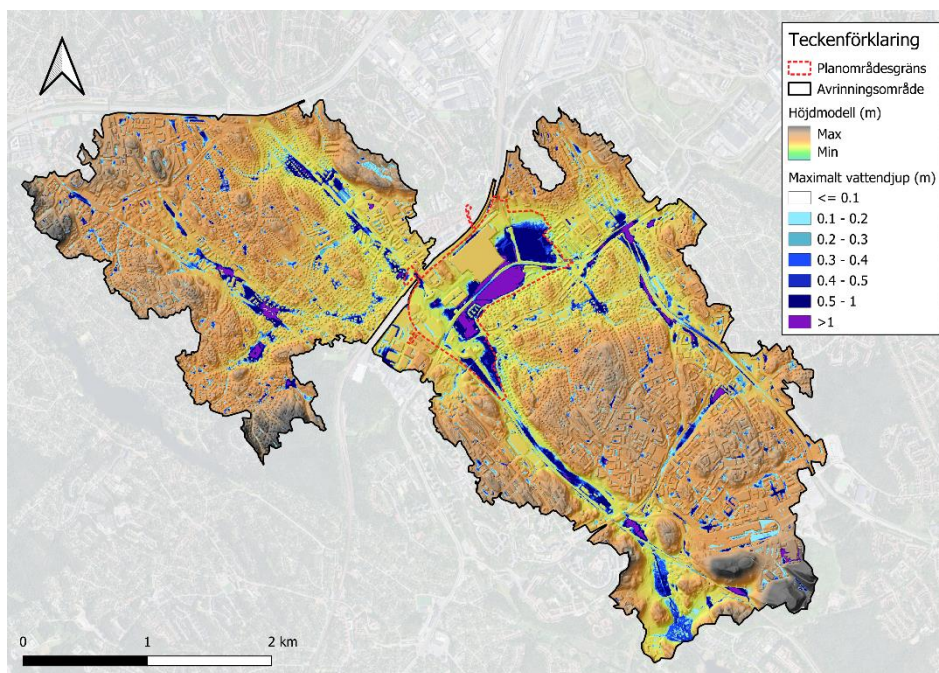 Teckenförklaring
Planområdesgräns
Avrinningsområde
Höjdmodell (m)
Max
Min
Maximalt vattendjup (m)
<= 0.1
0.1 - 0.2
0.2 - 0.3
0.3 - 0.4
0.4 - 0.5
0.5 - 1
>1
0 1 2 km